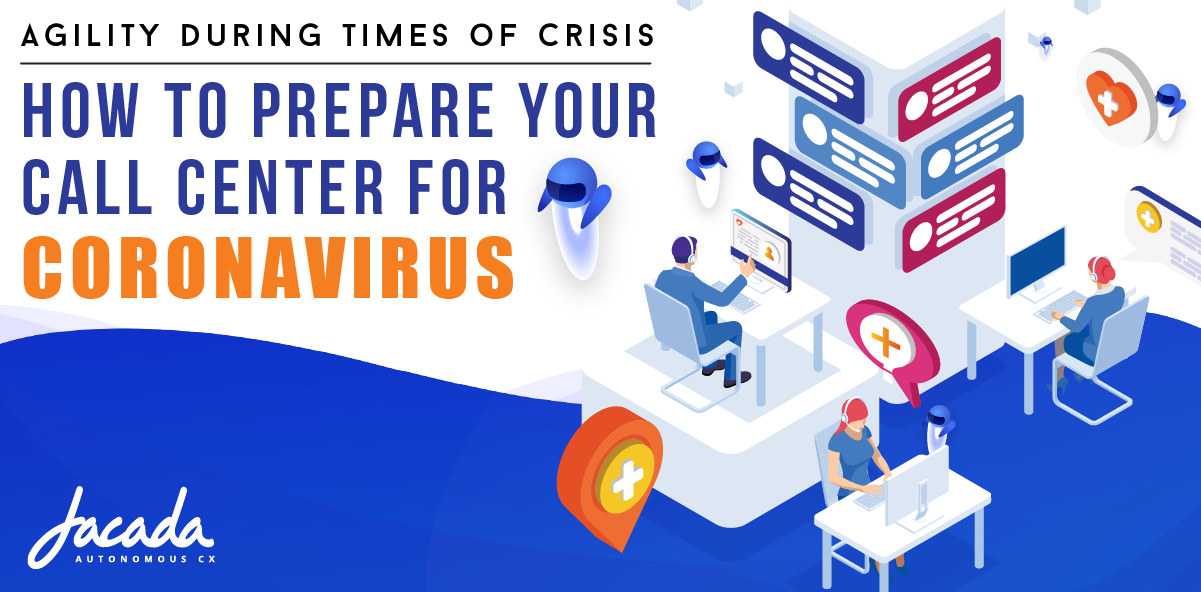 AGILITY DURING TIMES OF CRISIS
HOW TO PREPARE YOUR
CALL CENTER FOR
CORONAVIRUS
Jacada
AUTONOMOUS CX